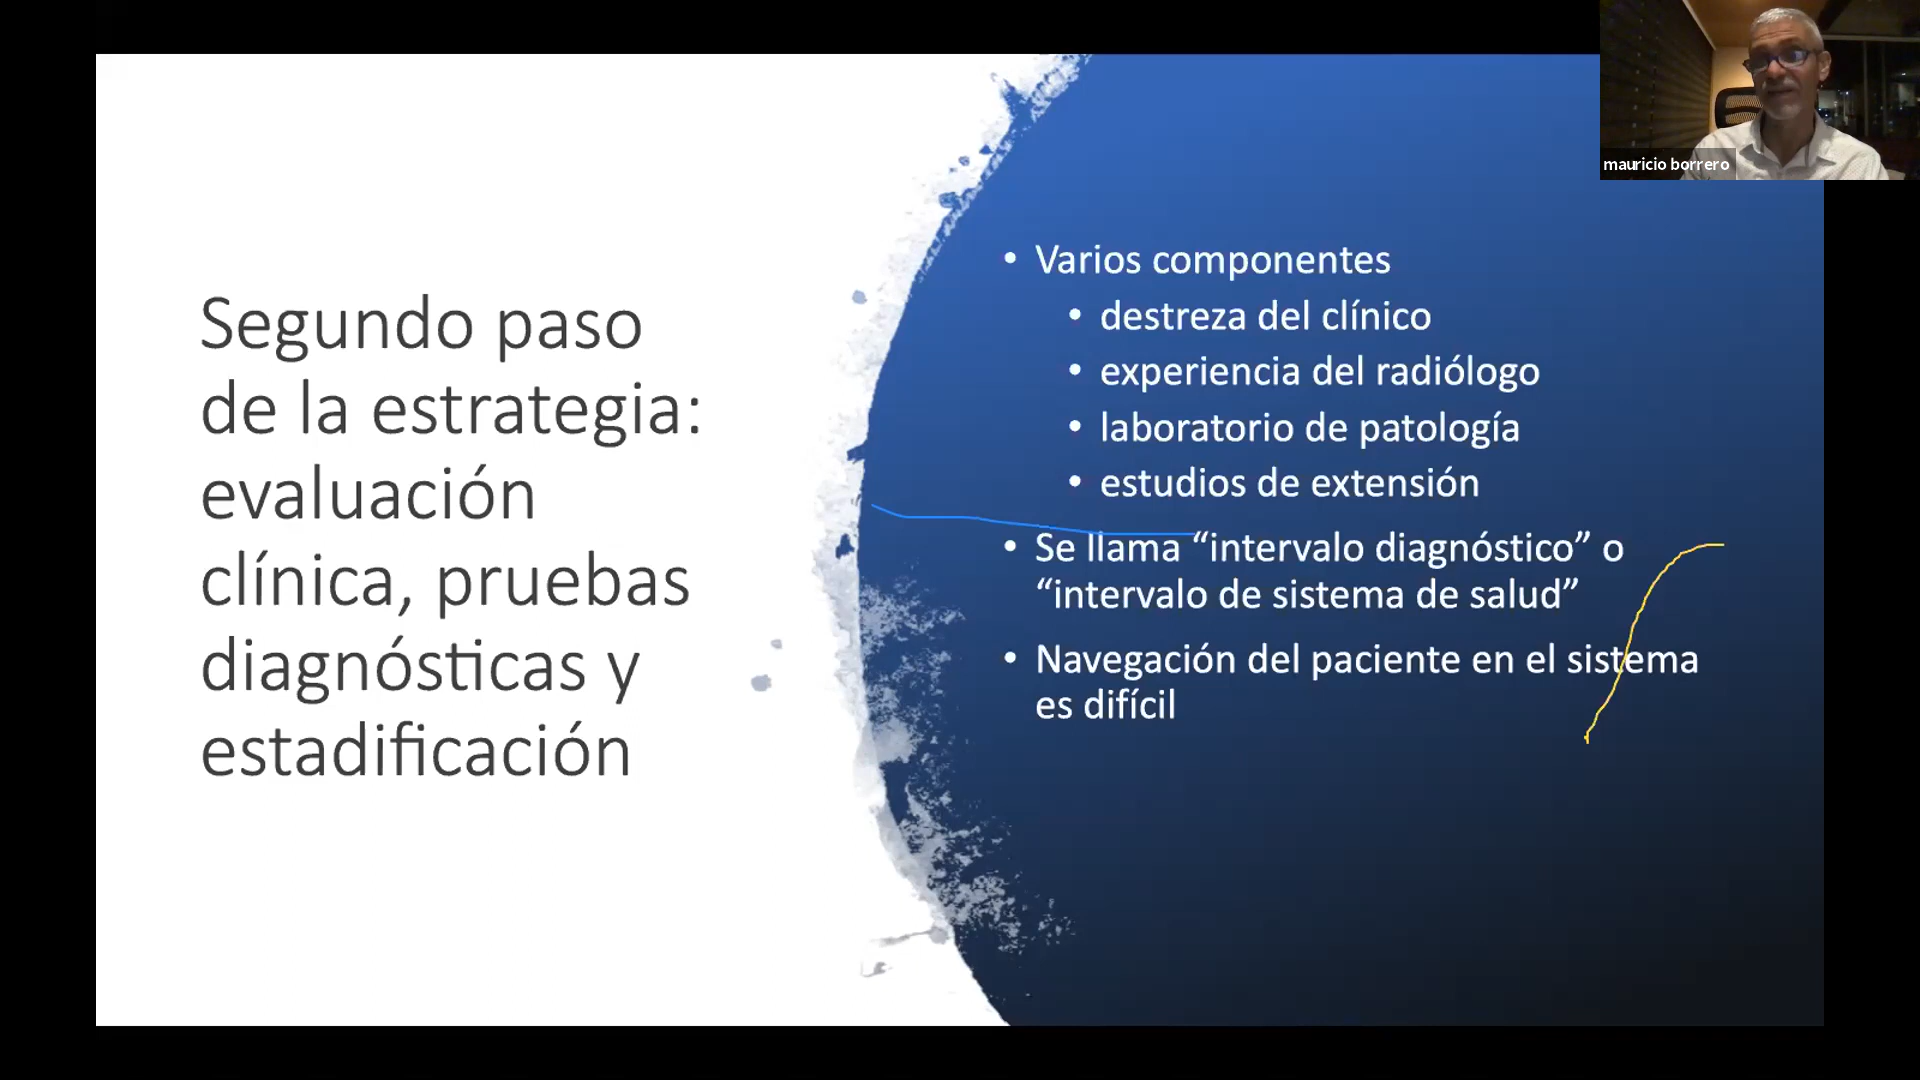 Segundo paso
de la estrategia:
evaluación
clínica, pruebas
diagnósticas y
estadificación
• Varios componentes
• destreza del clínico
• experiencia del radiólogo
• laboratorio de patología
• estudios de extensión
• Se llama “intervalo diagnóstico” o
“intervalo de sistema de salud”
• Navegación del paciente en el sistema
es difícil
mauricio borrero